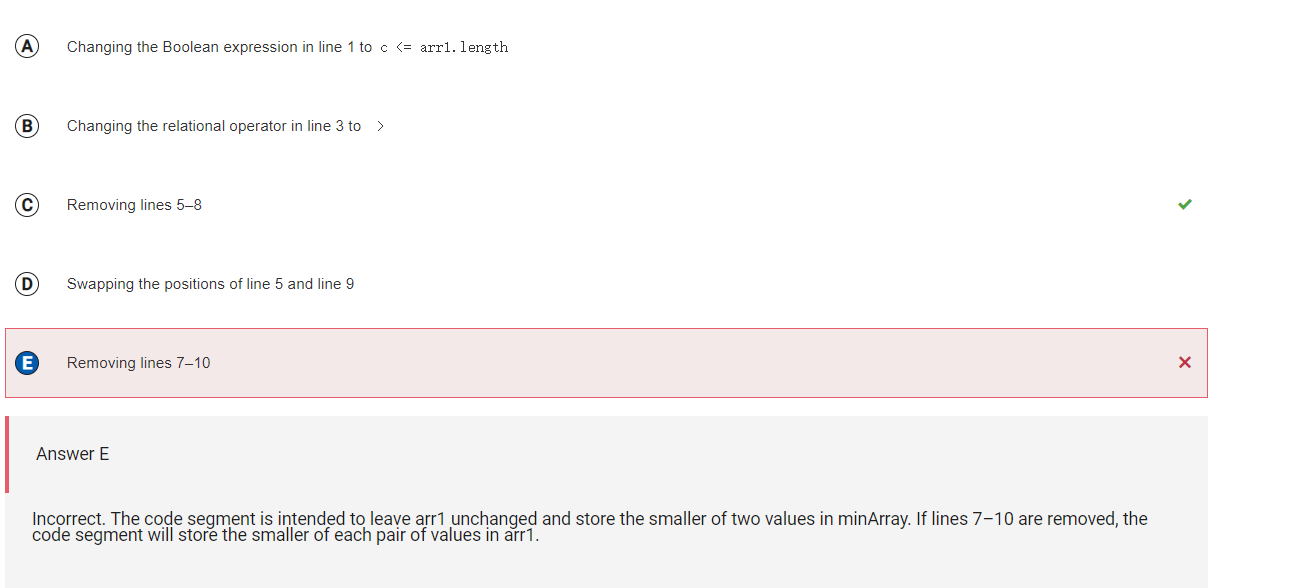 A Changing the Boolean expression in line 1 to c <= arr1.length
B Changing the relational operator in line 3 to >
C Removing lines 5–8
D Swapping the positions of line 5 and line 9
E Removing lines 7–10
Answer E
Incorrect. The code segment is intended to leave arr1 unchanged and store the smaller of two values in minArray. If lines 7–10 are removed, the
code segment will store the smaller of each pair of values in arr1.